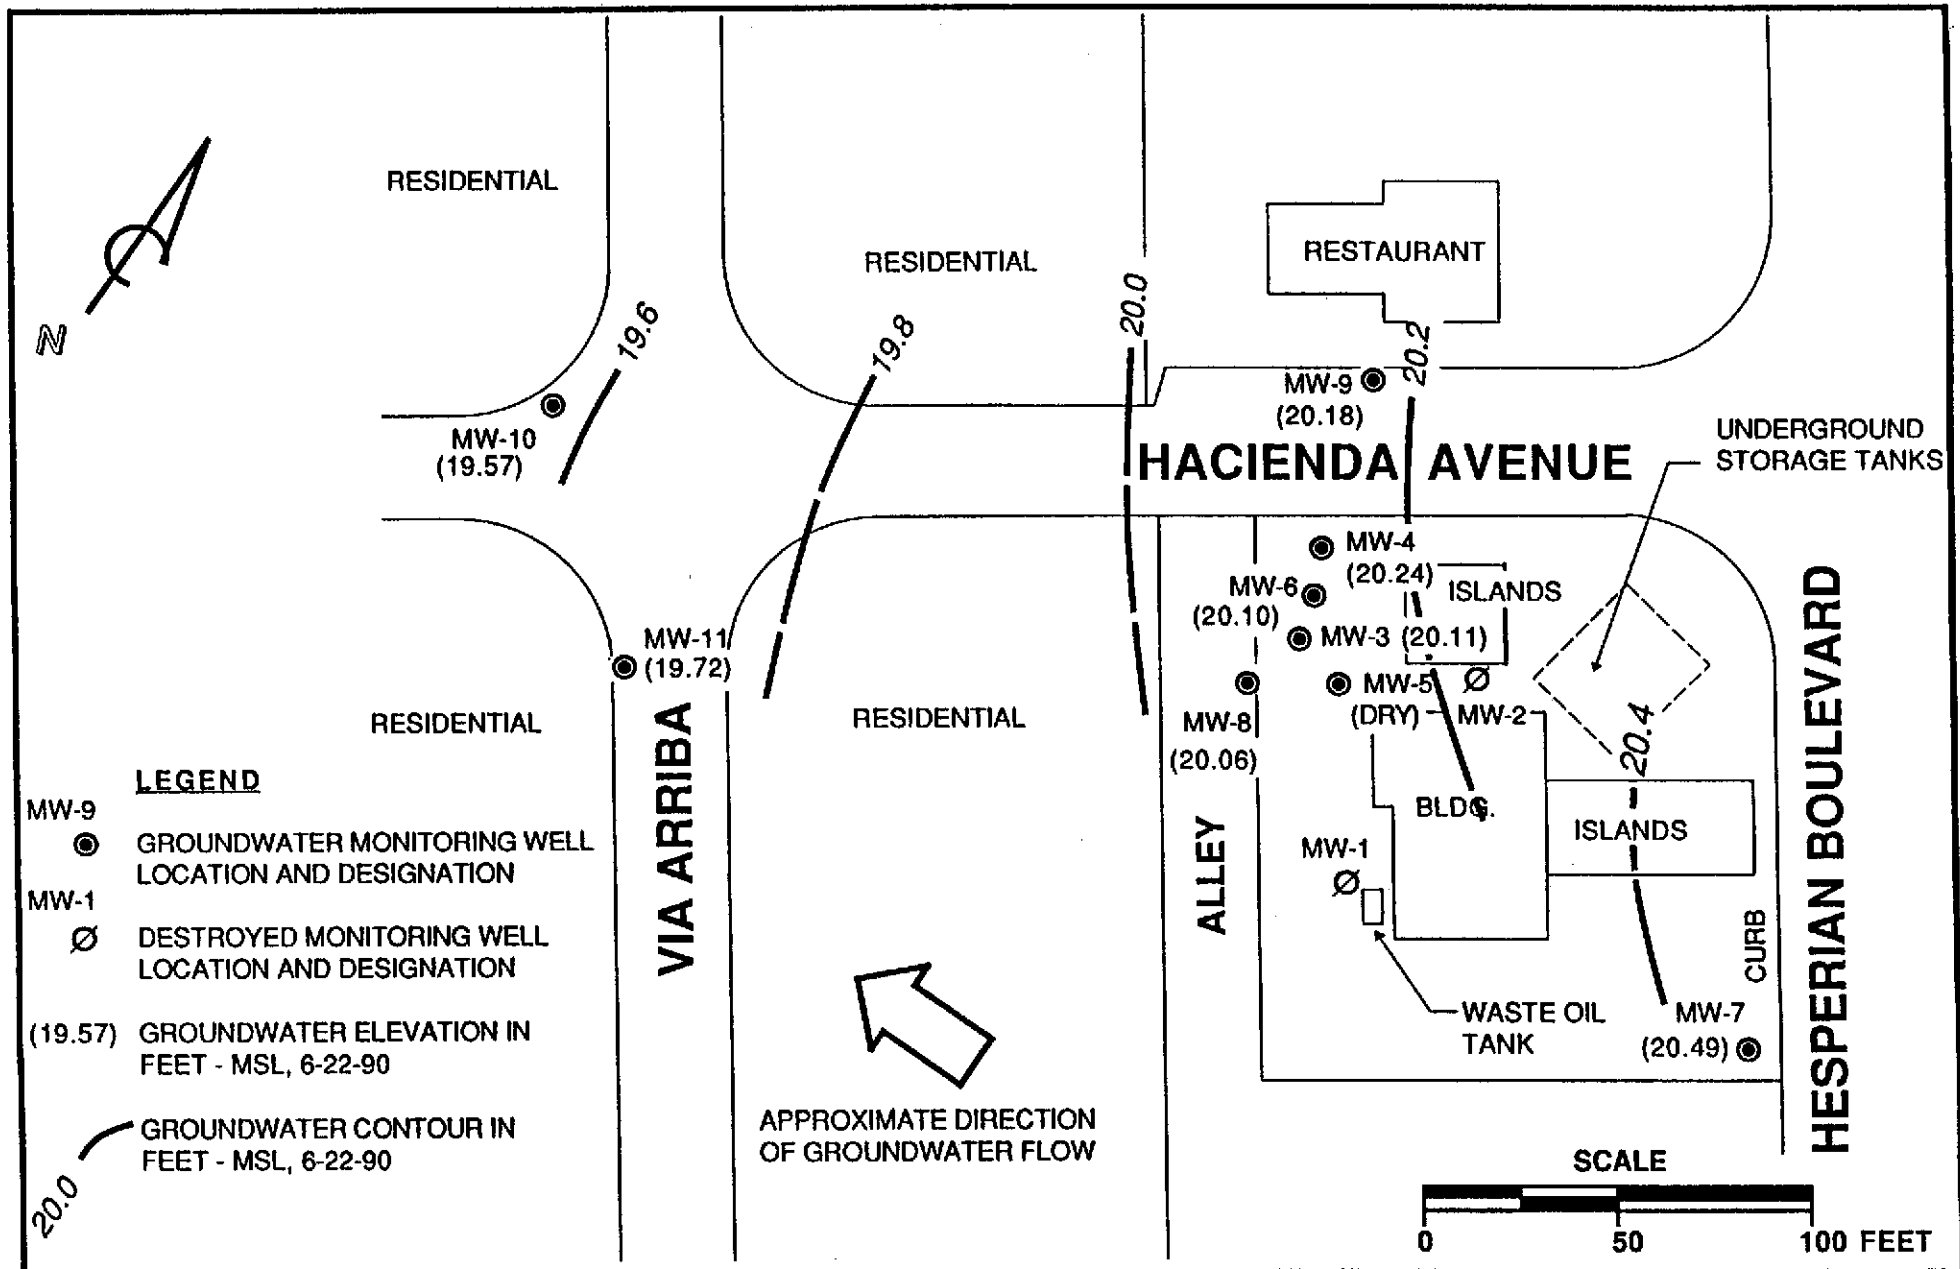 RESIDENTIAL
RESTAURANT
RESIDENTIAL
20.0
19.6
19.8
20.2
N
MW-9
(20.18)
MW-10
(19.57)
HACIENDA AVENUE
UNDERGROUND
STORAGE TANKS
MW-4
(20.24)
ISLANDS
MW-6
(20.10)
MW-3 (20.11)
MW-11
(19.72)
MW-5
(DRY)
MW-2
MW-8
(20.06)
RESIDENTIAL
RESIDENTIAL
20.4
BLDG.
ISLANDS
MW-1
VIA ARRIBA
ALLEY
CURB
HESPERIAN BOULEVARD
WASTE OIL
TANK
MW-7
(20.49)
LEGEND
MW-9
GROUNDWATER MONITORING WELL
LOCATION AND DESIGNATION
MW-1
DESTROYED MONITORING WELL
LOCATION AND DESIGNATION
(19.57) GROUNDWATER ELEVATION IN
FEET - MSL, 6-22-90
20.0
GROUNDWATER CONTOUR IN
FEET - MSL, 6-22-90
APPROXIMATE DIRECTION
OF GROUNDWATER FLOW
SCALE
0 50 100 FEET